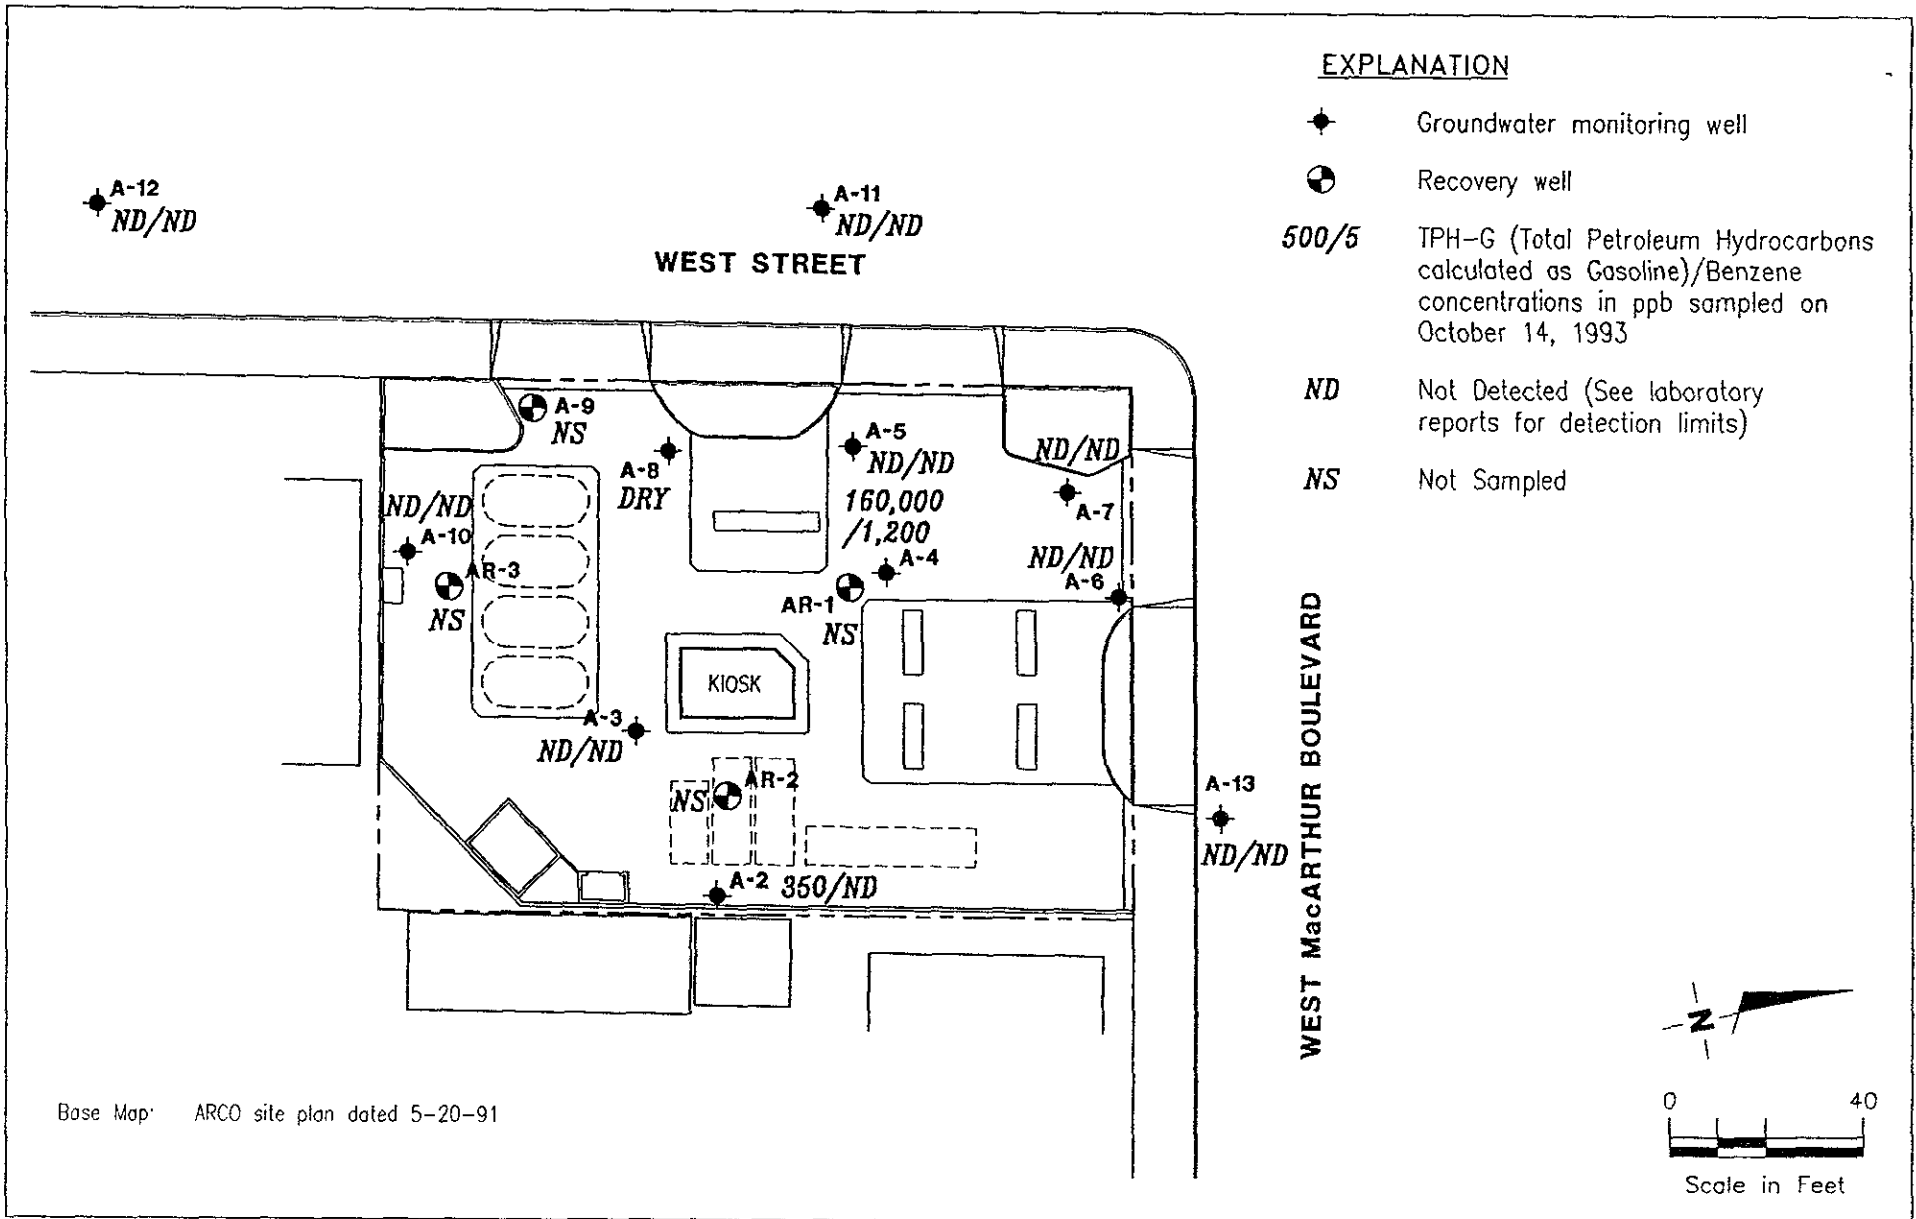 EXPLANATION
Groundwater monitoring well
Recovery well
500/5 TPH-G (Total Petroleum Hydrocarbons
calculated as Gasoline)/Benzene
concentrations in ppb sampled on
October 14, 1993
ND Not Detected (See laboratory
reports for detection limits)
NS Not Sampled
A-12
ND/ND
A-11
ND/ND
WEST STREET
A-9
NS
A-8
DRY
A-5
ND/ND
160,000
/1,200
A-4
ND/ND
A-7
ND/ND
A-6
ND/ND
A-10
AR-3
NS
AR-1
NS
KIOSK
A-3
ND/ND
AR-2
NS
A-2 350/ND
A-13
ND/ND
WEST MacARTHUR BOULEVARD
N
0 40
Scale in Feet
Base Map: ARCO site plan dated 5-20-91